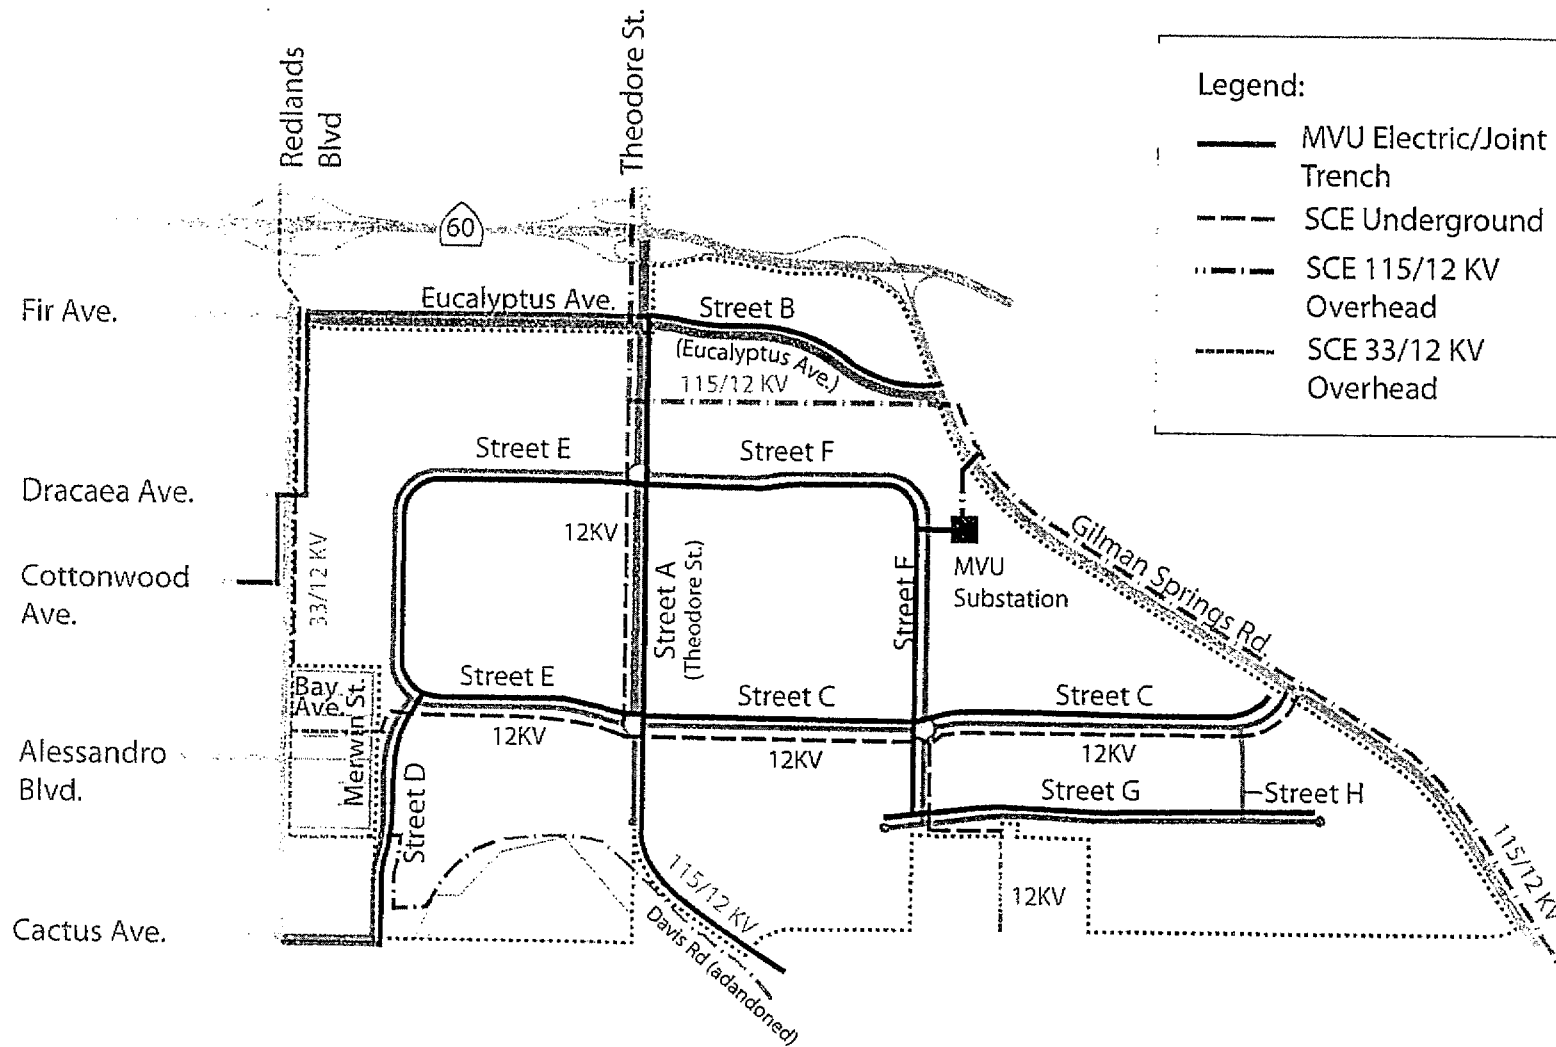 Redlands
Blvd
Theodore St.
60
Legend:
MVU Electric/Joint
Trench
SCE Underground
SCE 115/12 KV
Overhead
SCE 33/12 KV
Overhead
Fir Ave.
Eucalyptus Ave.
Street B
(Eucalyptus Ave.)
115/12 KV
Street E
Street F
Dracaea Ave.
12KV
Cottonwood
Ave.
33/12 KV
Street A
(Theodore St.)
Street F
MVU
Substation
Gilman Springs Rd.
Bay
Ave.
Merwin St.
Street E
Street C
Street C
12KV
12KV
12KV
Alessandro
Blvd.
Street D
Street G
Street H
115/12 KV
Davis Rd (adandoned)
12KV
115/12 KV
Cactus Ave.